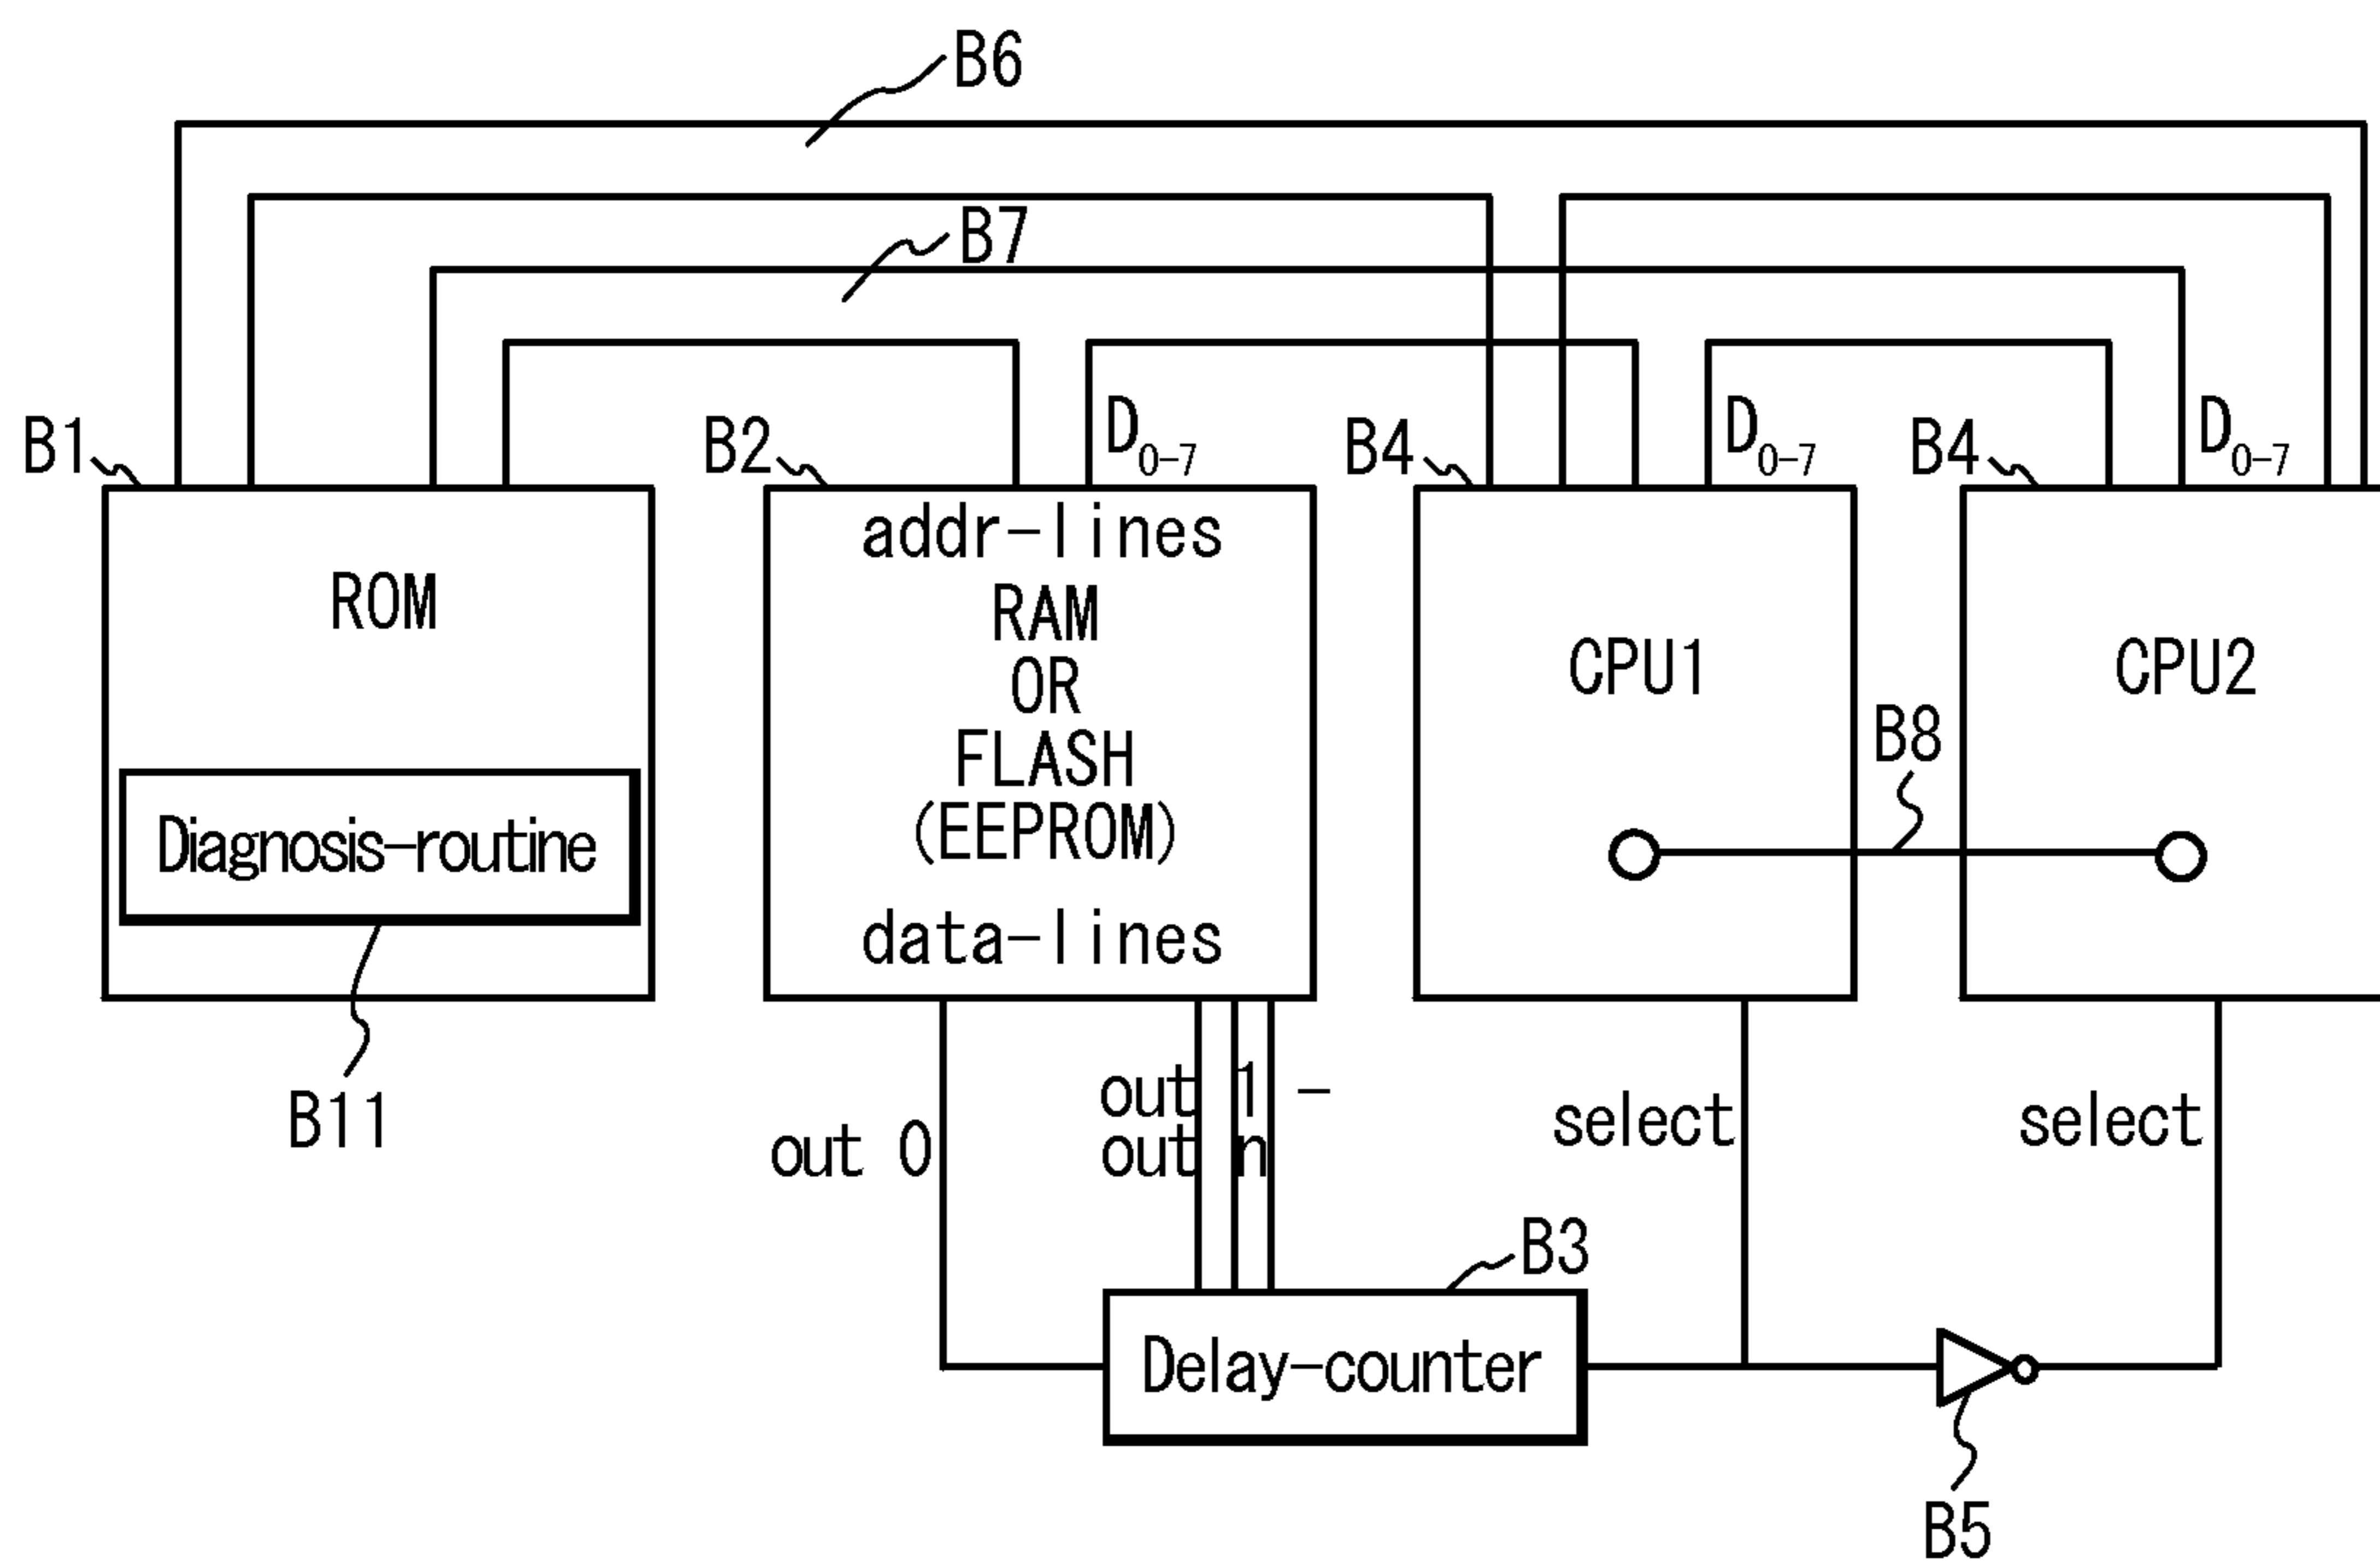 B6
B7
B1
B2
D0-7
B4
D0-7
B4
D0-7
addr-lines
RAM
OR
FLASH
(EEPROM)
data-lines
ROM
Diagnosis-routine
B11
CPU1
CPU2
B8
out 0
out 1 -
out n
select
select
B3
Delay-counter
B5